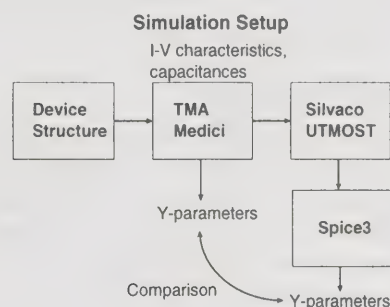 Simulation Setup
I-V characteristics,
capacitances
Device
Structure
TMA
Medici
Silvaco
UTMOST
Y-parameters
Spice3
Comparison
Y-parameters